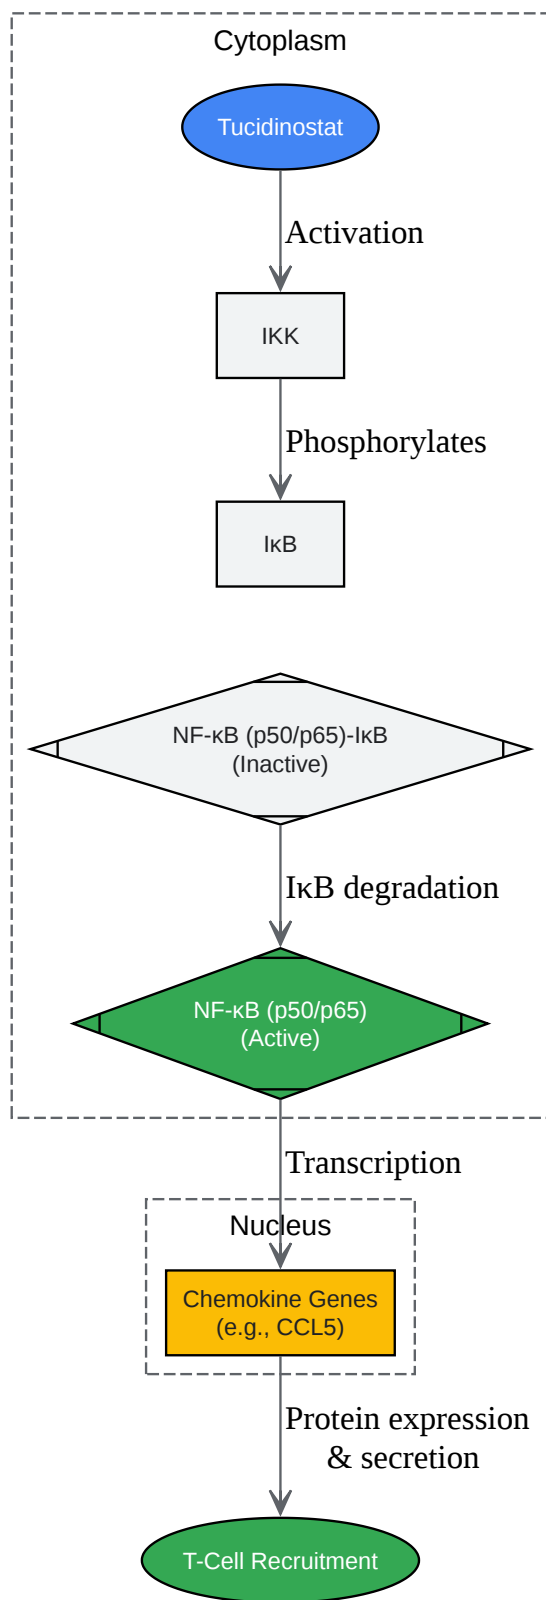 Cytoplasm
Tucidinostat
Activation
IKK
Phosphorylates
IκB
NF-κB (p50/p65)-IκB
(Inactive)
IκB degradation
NF-κB (p50/p65)
(Active)
Transcription
Nucleus
Chemokine Genes
(e.g., CCL5)
Protein expression
& secretion
T-Cell Recruitment